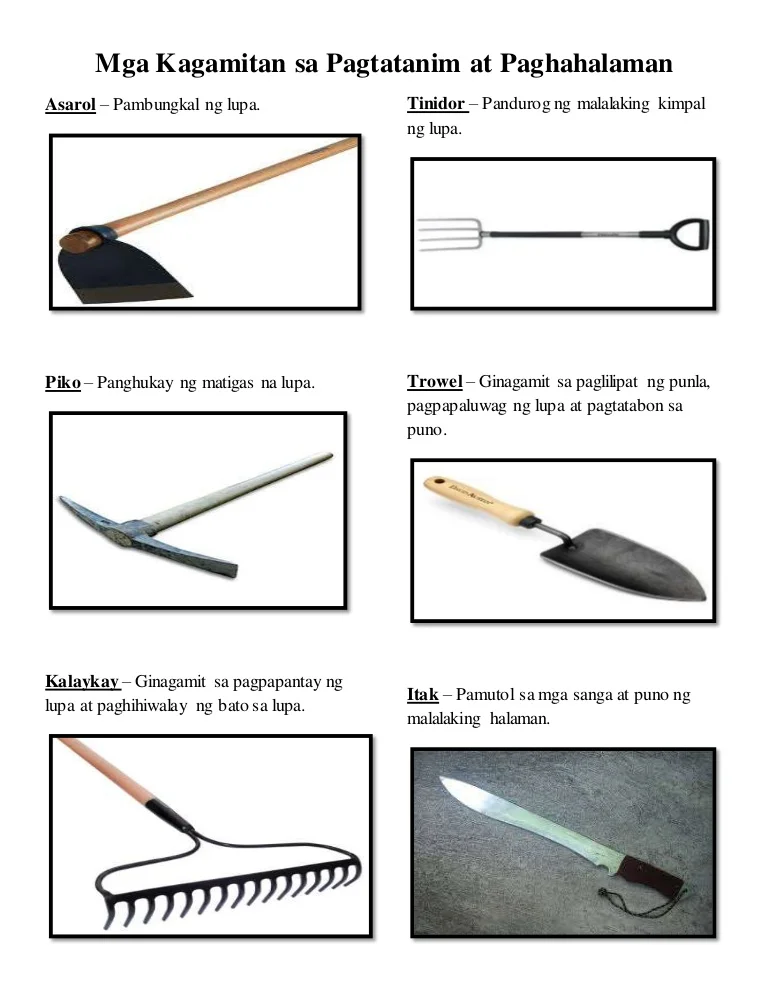 Mga Kagamitan sa Pagtatanim at Paghahalaman
Asarol – Pambungkal ng lupa.
Tinidor – Pandurog ng malalaking kimpal
ng lupa.
Piko – Panghukay ng matigas na lupa.
Trowel – Ginagamit sa paglilipat ng punla,
pagpapaluwag ng lupa at pagtatabon sa
puno.
Kalaykay – Ginagamit sa pagpapantay ng
lupa at paghihiwalay ng bato sa lupa.
Itak – Pamutol sa mga sanga at puno ng
malalaking halaman.